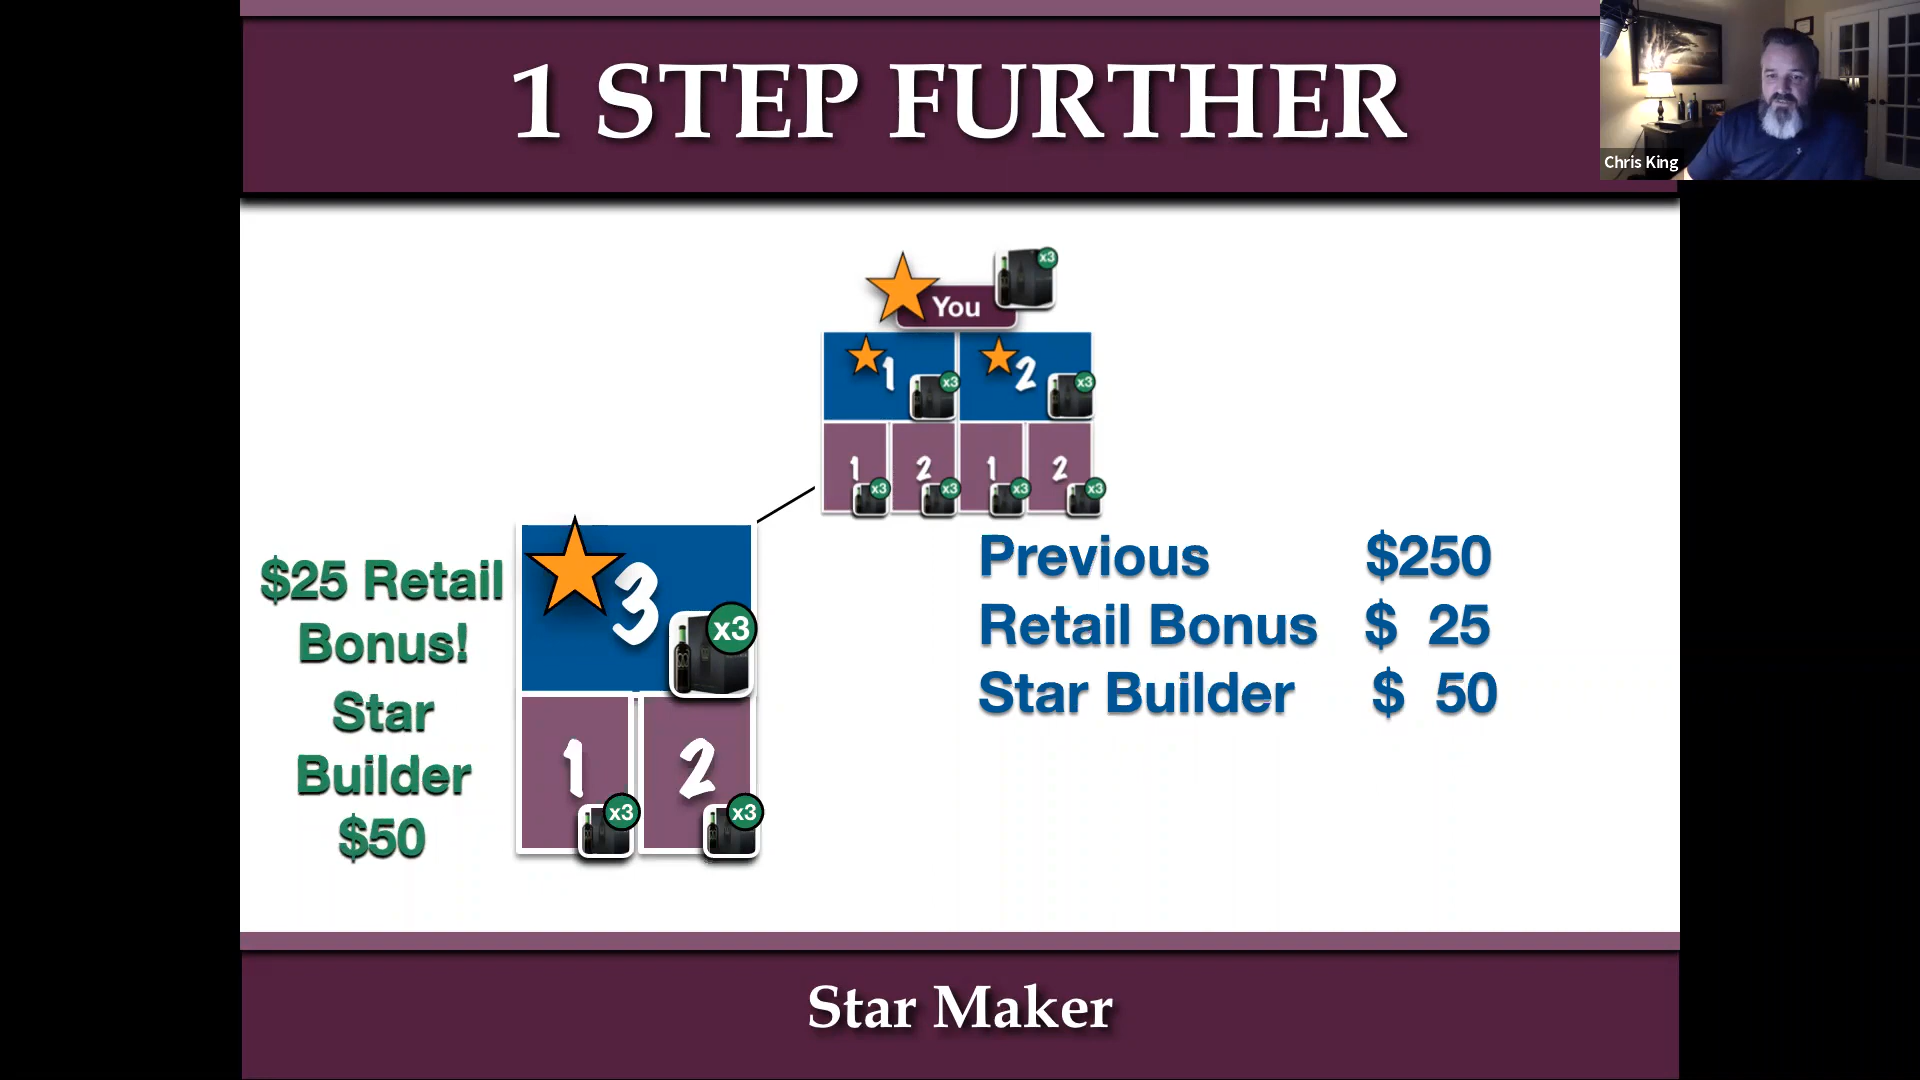 1 STEP FURTHER
Chris King
x3
You
1
x3
2
x3
1
x3
2
x3
1
x3
2
x3
$25 Retail
Bonus!
Star
Builder
$50
3
x3
1
x3
2
x3
Previous $250
Retail Bonus $ 25
Star Builder $ 50
Star Maker